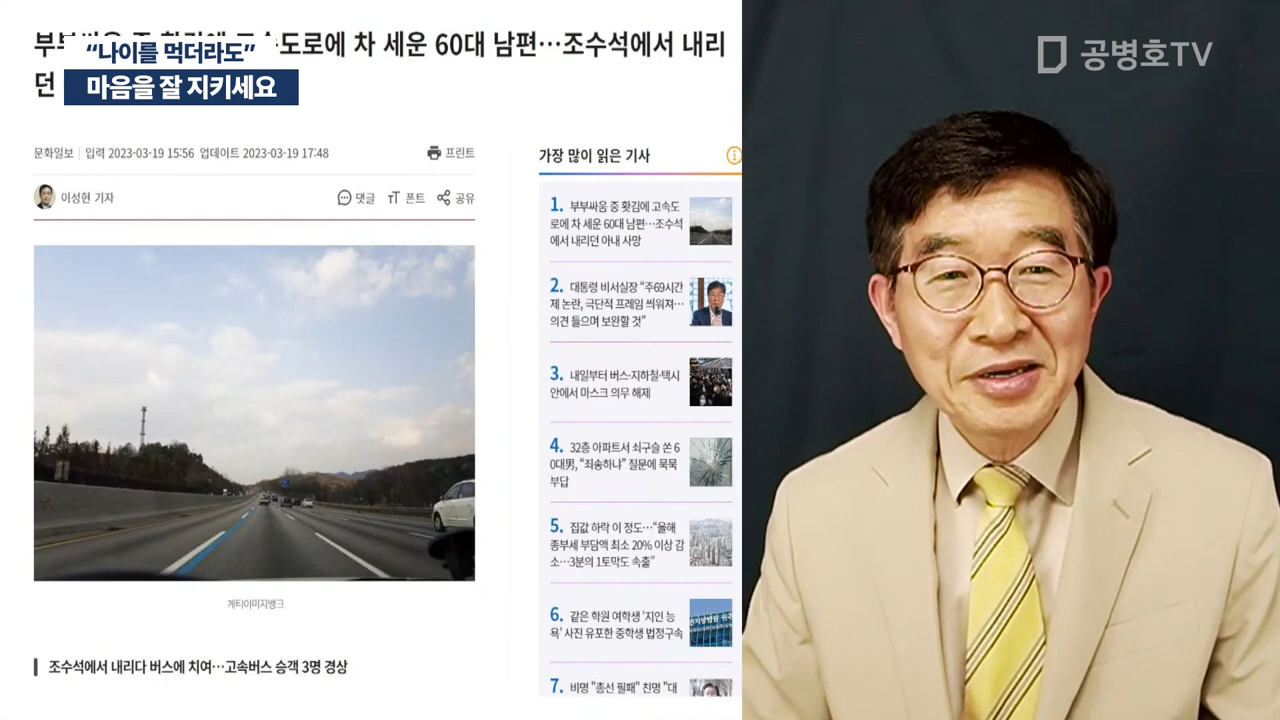 부부싸움 중 홧김에 고속도로에 차 세운 60대 남편…조수석에서 내리
던
“나이를 먹더라도”
마음을 잘 지키세요
공병호TV
문화일보 입력 2023-03-19 15:56 업데이트 2023-03-19 17:48
프린트
이성현 기자
댓글 폰트 공유
게티이미지뱅크
조수석에서 내리다 버스에 치여…고속버스 승객 3명 경상
가장 많이 읽은 기사
1. 부부싸움 중 홧김에 고속도
로에 차 세운 60대 남편…조수석
에서 내리던 아내 사망
2. 대통령 비서실장 “주69시간
제 논란, 극단적 프레임 씌워져…
의견 들으며 보완할 것”
3. 내일부터 버스·지하철·택시
안에서 마스크 의무 해제
4. 32층 아파트서 쇠구슬 쏜 6
0대男, “죄송하냐” 질문에 묵묵
부답
5. 집값 하락 이 정도…“올해
종부세 부담액 최소 20% 이상 감
소…3분의 1토막도 속출”
6. 같은 학원 여학생 ‘지인 능
욕’ 사진 유포한 중학생 법정구속
7. 비명 "총선 필패" 친명 "대